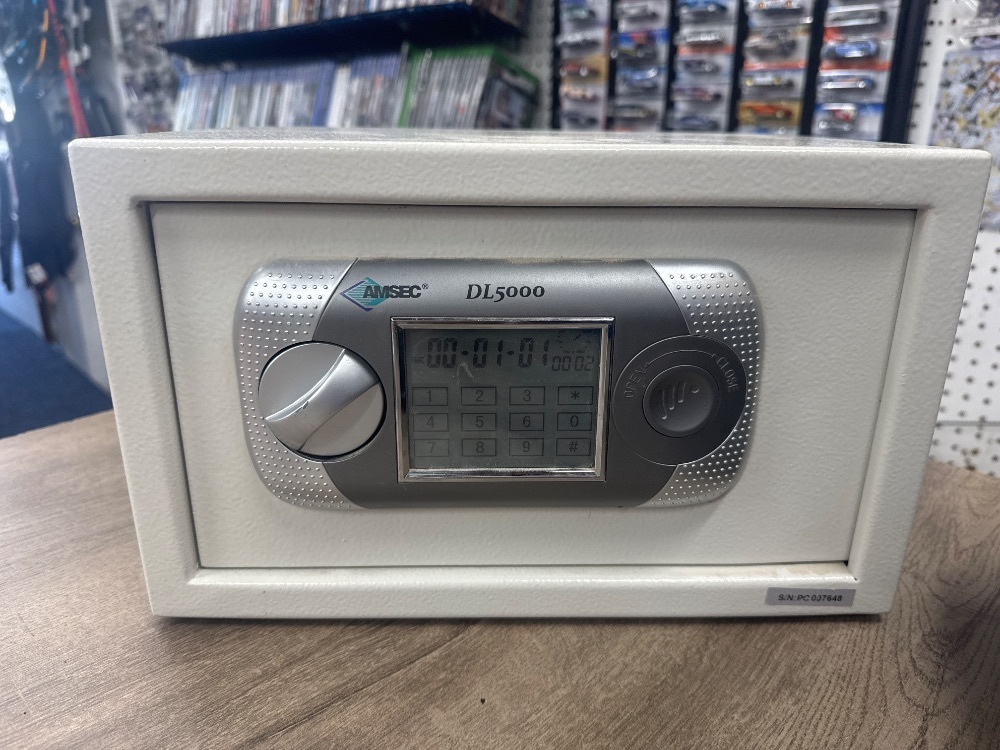 AMSEC® DL5000
00-01-01 0002
1 2 3 *
4 5 6 0
7 8 9 #
OPEN
CLOSE
S/N: PC 037648